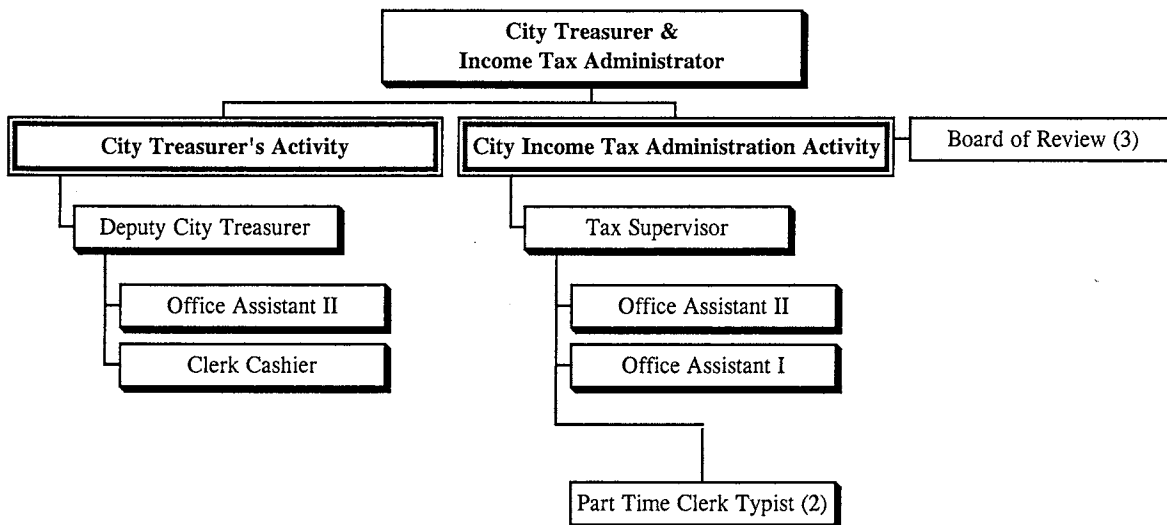 City Treasurer &
Income Tax Administrator
City Treasurer's Activity
City Income Tax Administration Activity
Board of Review (3)
Deputy City Treasurer
Tax Supervisor
Office Assistant II
Office Assistant II
Clerk Cashier
Office Assistant I
Part Time Clerk Typist (2)